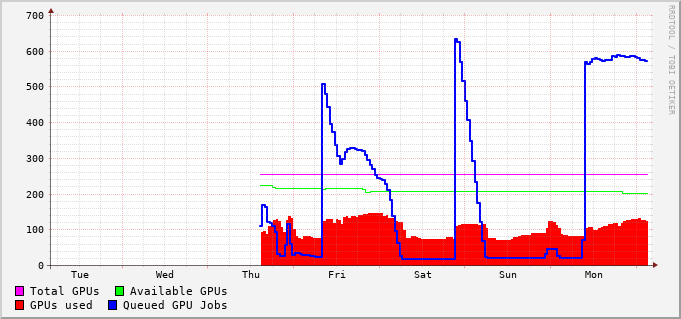 700
600
500
400
300
200
100
0
Tue Wed Thu Fri Sat Sun Mon
Total GPUs Available GPUs
GPUs used Queued GPU Jobs
RRDTOOL / TOBI OETIKER